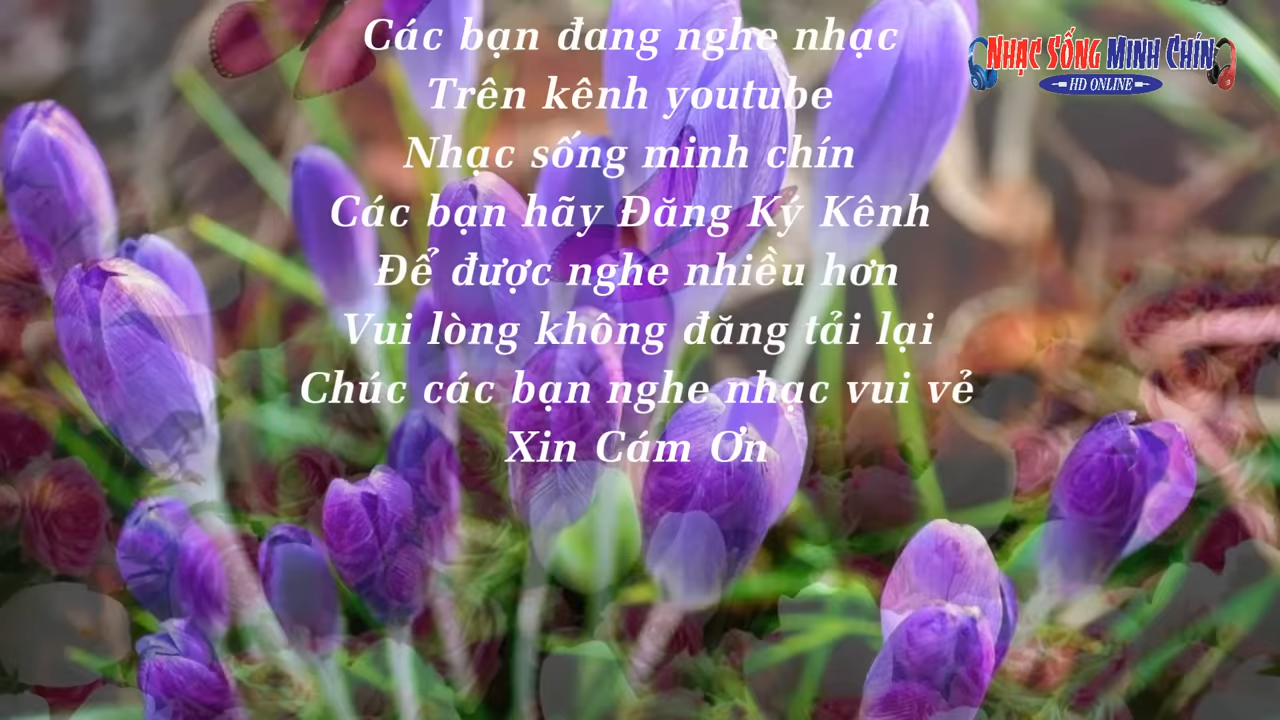 Các bạn đang nghe nhạc
Trên kênh youtube
Nhạc sống minh chín
Các bạn hãy Đăng Ký Kênh
Để được nghe nhiều hơn
Vui lòng không đăng tải lại
Chúc các bạn nghe nhạc vui vẻ
Xin Cám Ơn
NHẠC SỐNG MINH CHÍN
HD ONLINE